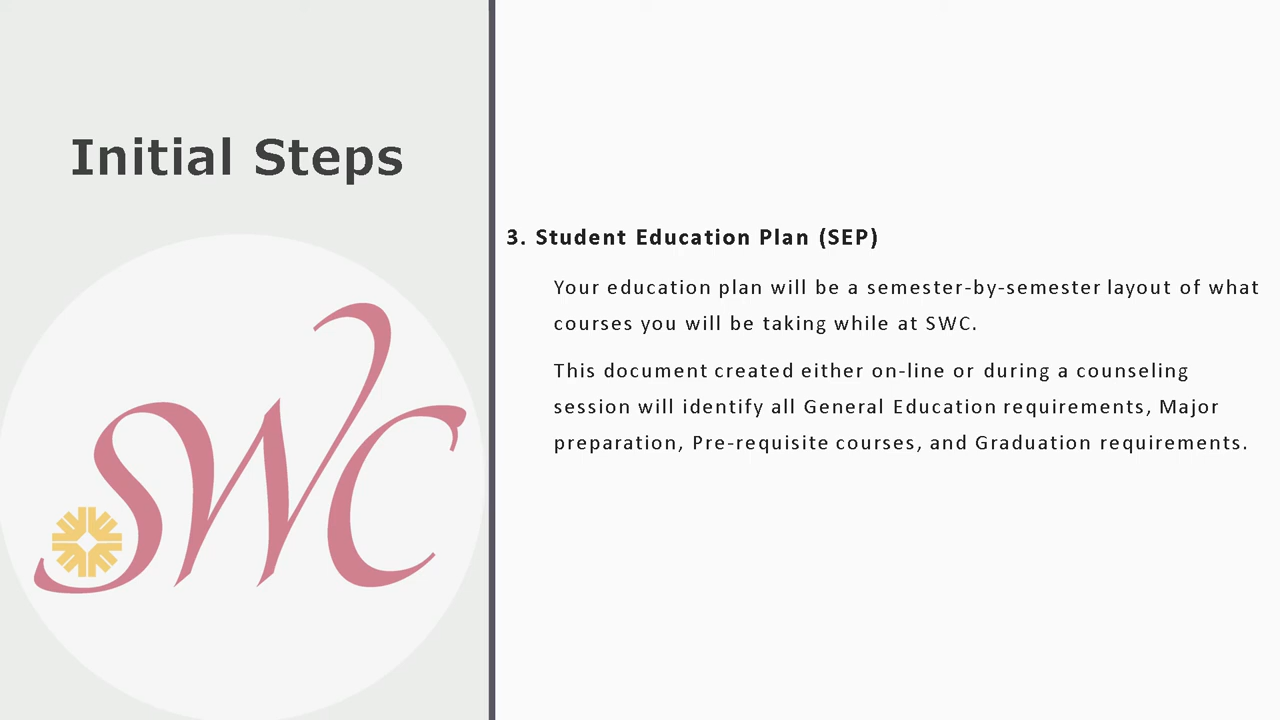 Initial Steps
SWC
3. Student Education Plan (SEP)
Your education plan will be a semester-by-semester layout of what
courses you will be taking while at SWC.
This document created either on-line or during a counseling
session will identify all General Education requirements, Major
preparation, Pre-requisite courses, and Graduation requirements.